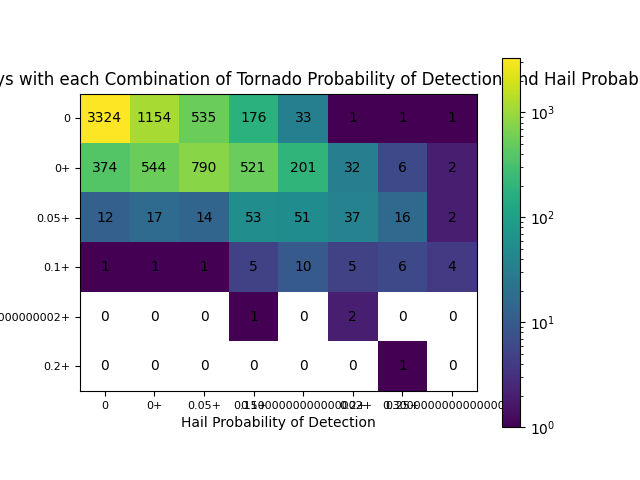 ys with each Combination of Tornado Probability of Detection and Hail Probab
0 3324 1154 535 176 33 1 1 1
0+ 374 544 790 521 201 32 6 2
0.05+ 12 17 14 53 51 37 16 2
0.1+ 1 1 1 5 10 5 6 4
000000002+ 0 0 0 1 0 2 0 0
0.2+ 0 0 0 0 0 0 1 0
0 0+ 0.05+
Hail Probability of Detection
10³
10²
10¹
10⁰